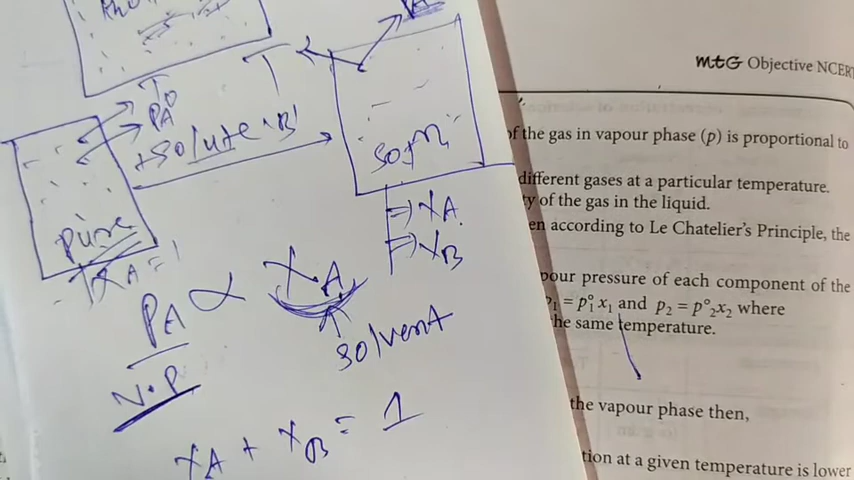 T
T
PA°
+solute 'B'
soln
pure
XA = 1
=> XA
=> XB
PA ∝ XA
solvent
V.P
XA + XB = 1
mtG Objective NCERT
of the gas in vapour phase (p) is proportional to
different gases at a particular temperature.
ty of the gas in the liquid.
en according to Le Chatelier's Principle, the
pour pressure of each component of the
p₁ = p°₁x₁ and p₂ = p°₂x₂ where
the same temperature.
the vapour phase then,
tion at a given temperature is lower